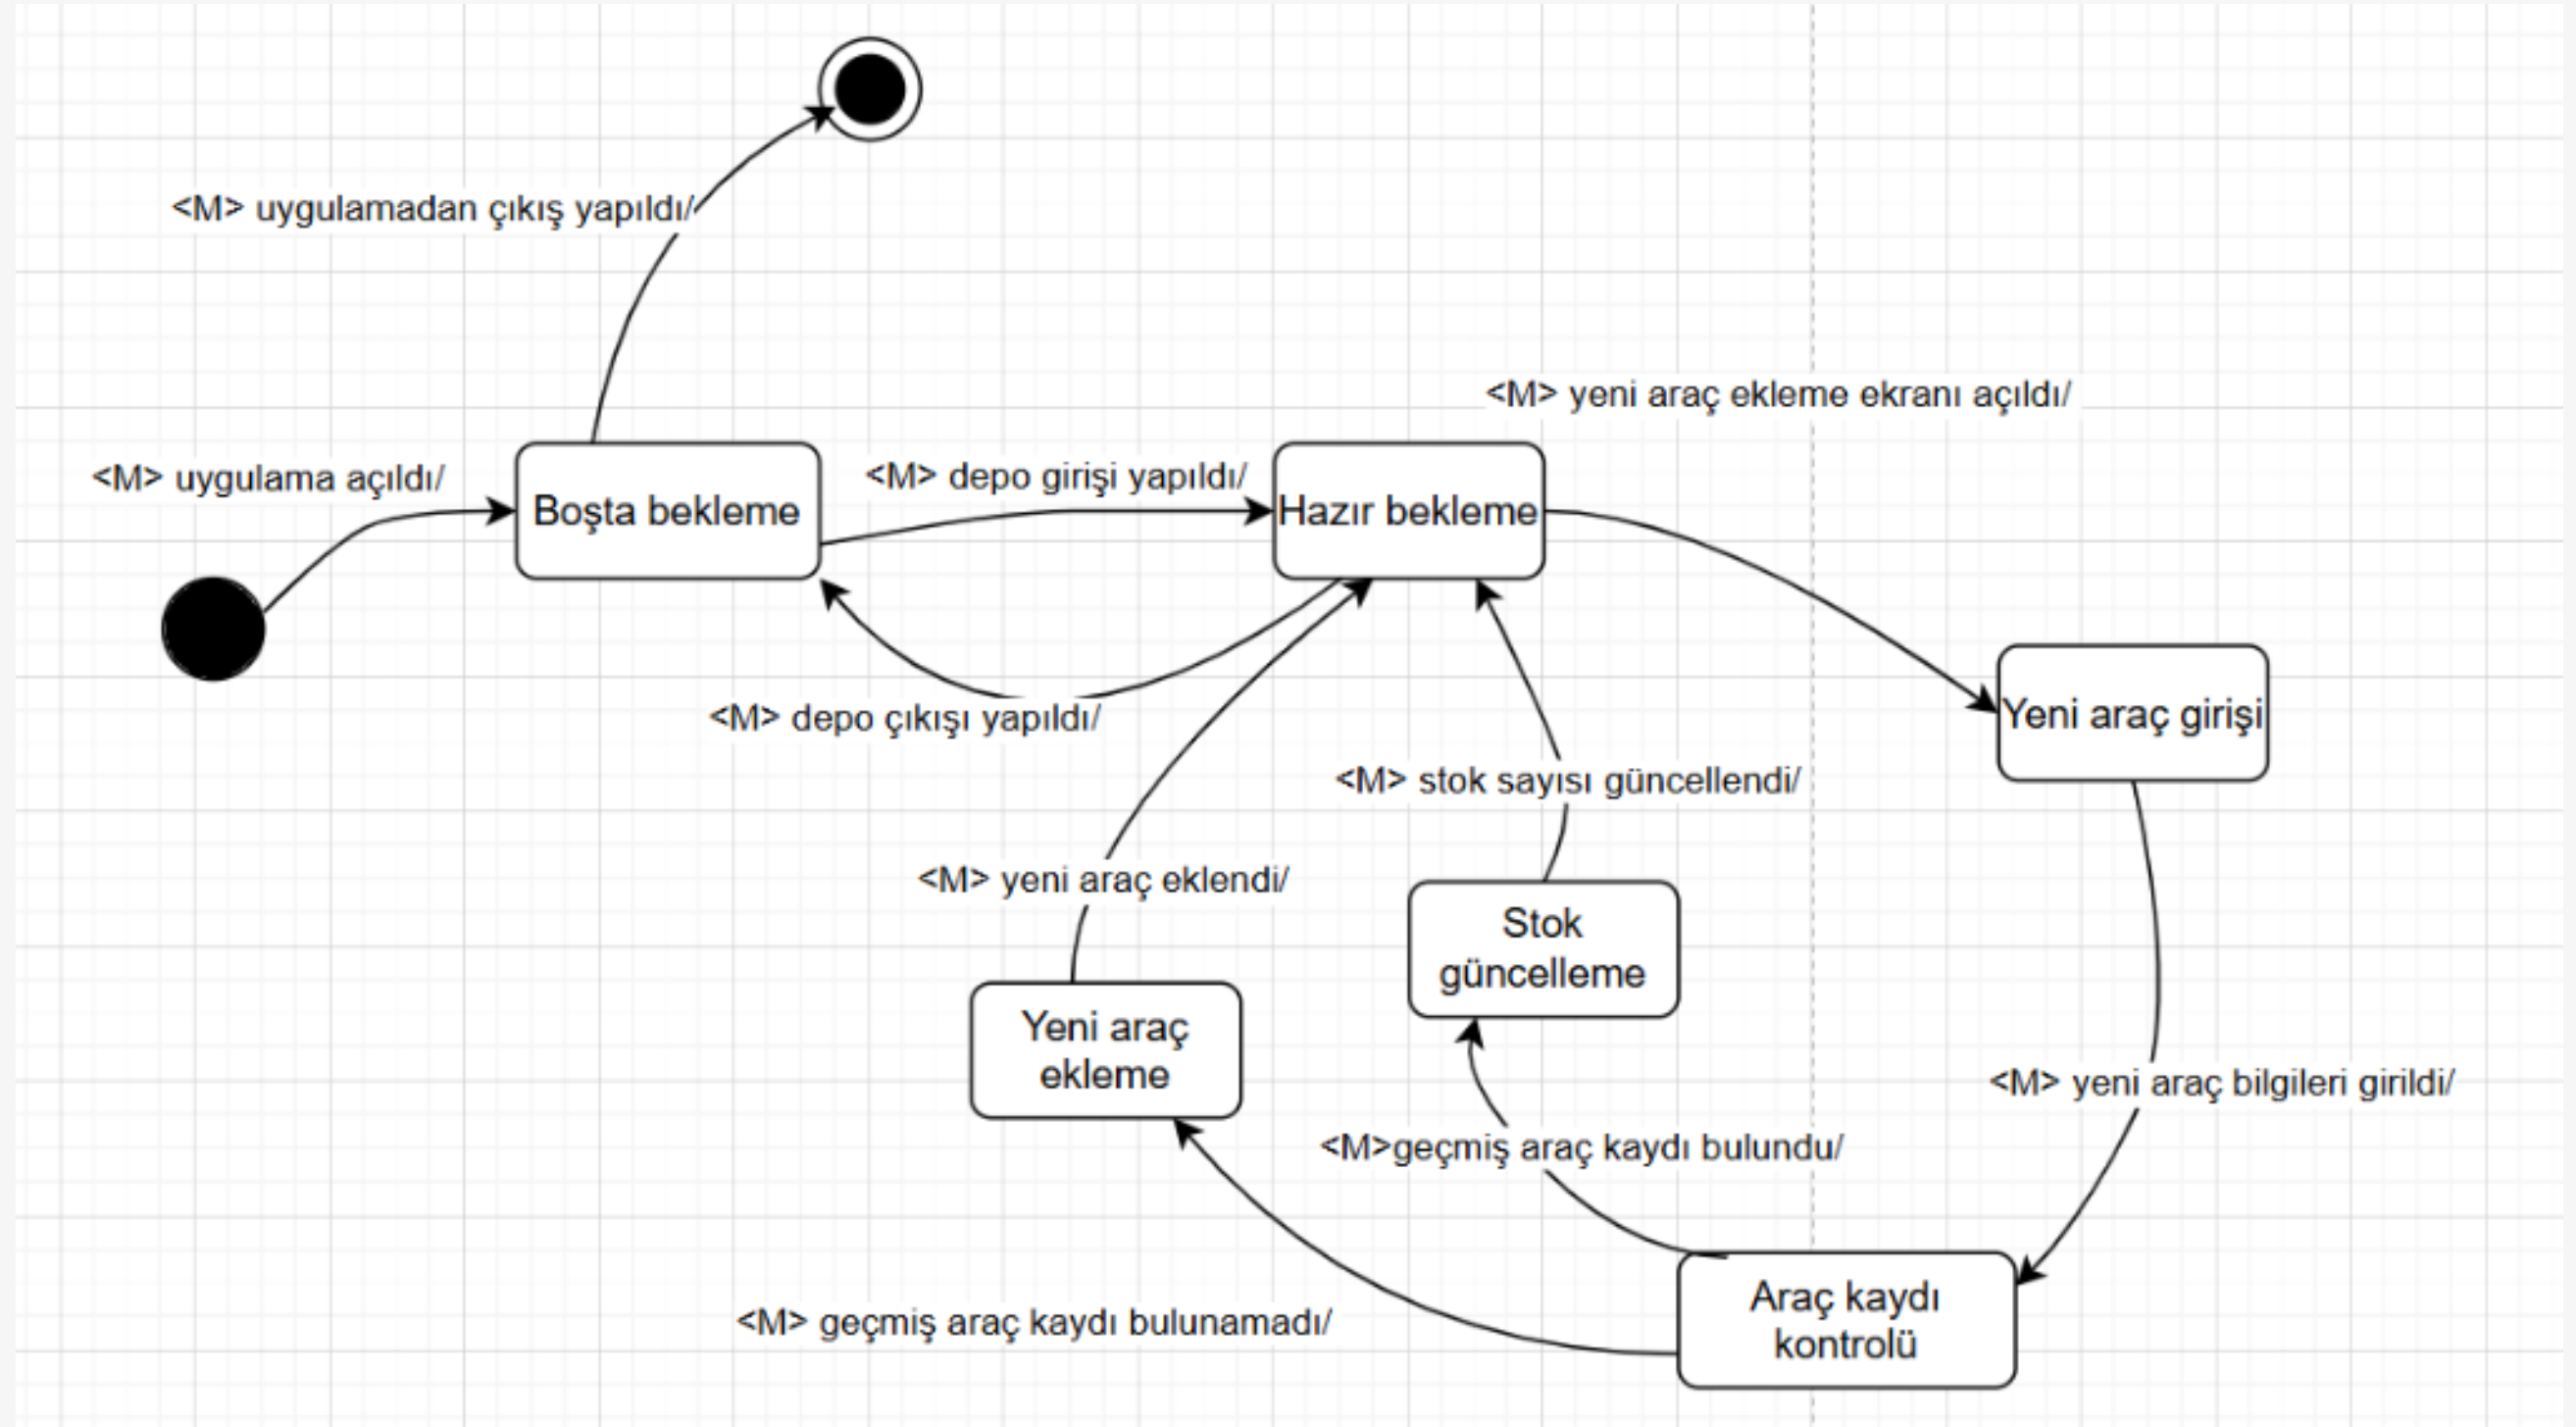 <M> uygulamadan çıkış yapıldı/
<M> yeni araç ekleme ekranı açıldı/
<M> uygulama açıldı/
<M> depo girişi yapıldı/
Boşta bekleme
Hazır bekleme
<M> depo çıkışı yapıldı/
Yeni araç girişi
<M> stok sayısı güncellendi/
<M> yeni araç eklendi/
Stok
güncelleme
Yeni araç
ekleme
<M> yeni araç bilgileri girildi/
<M>geçmiş araç kaydı bulundu/
<M> geçmiş araç kaydı bulunamadı/
Araç kaydı
kontrolü